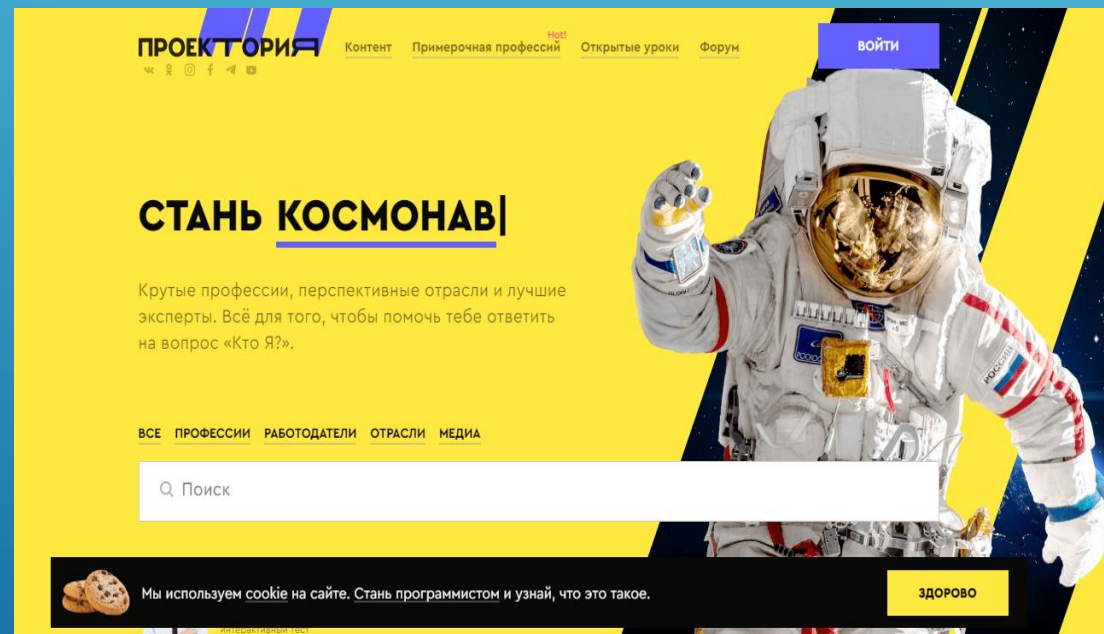 ПРОЕКТОРИЯ
Контент Примерочная профессий Hot! Открытые уроки Форум
ВОЙТИ
СТАНЬ КОСМОНАВ
Крутые профессии, перспективные отрасли и лучшие
эксперты. Всё для того, чтобы помочь тебе ответить
на вопрос «Кто Я?».
ВСЕ ПРОФЕССИИ РАБОТОДАТЕЛИ ОТРАСЛИ МЕДИА
Поиск
РОССИЯ
Мы используем cookie на сайте. Стань программистом и узнай, что это такое.
ЗДОРОВО
интерактивный тест